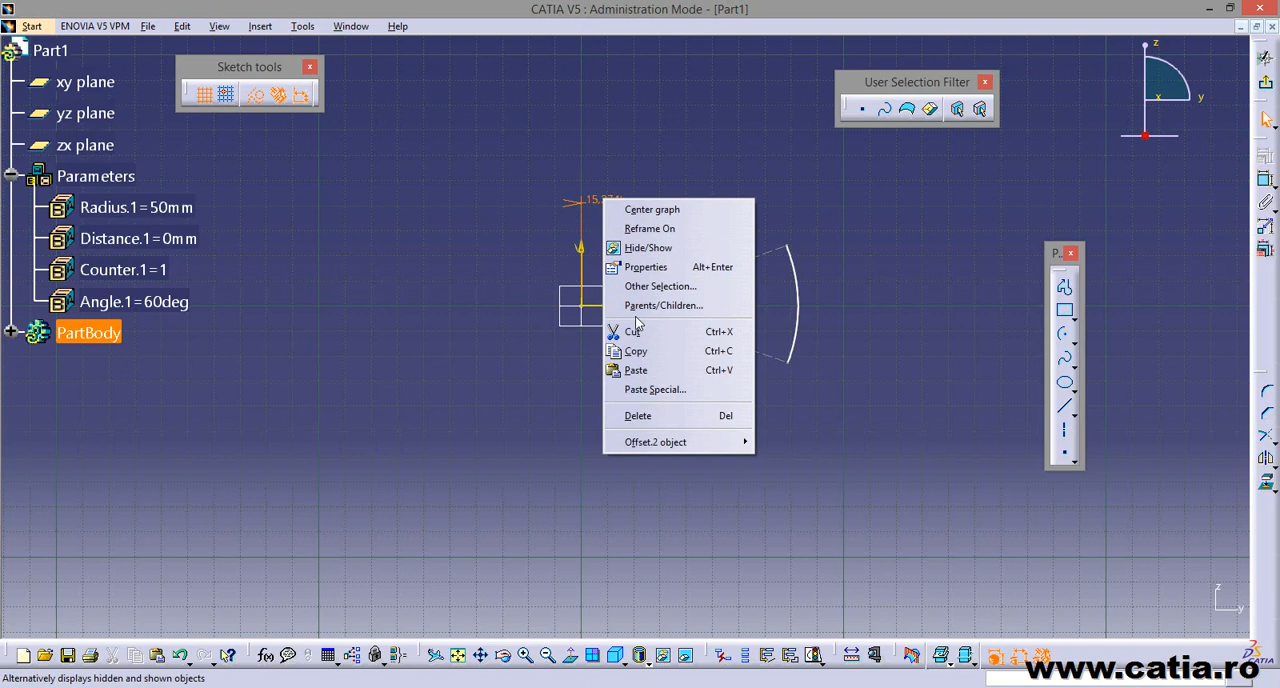 CATIA V5 : Administration Mode - [Part1]
Start ENOVIA V5 VPM File Edit View Insert Tools Window Help
Part1
xy plane
yz plane
zx plane
Parameters
Radius.1=50mm
Distance.1=0mm
Counter.1=1
Angle.1=60deg
PartBody
Sketch tools
User Selection Filter
z
x
y
Center graph
Reframe On
Hide/Show
Properties Alt+Enter
Other Selection...
Parents/Children...
Cut Ctrl+X
Copy Ctrl+C
Paste Ctrl+V
Paste Special...
Delete Del
Offset.2 object
P..
z
y
www.catia.ro
Alternatively displays hidden and shown objects